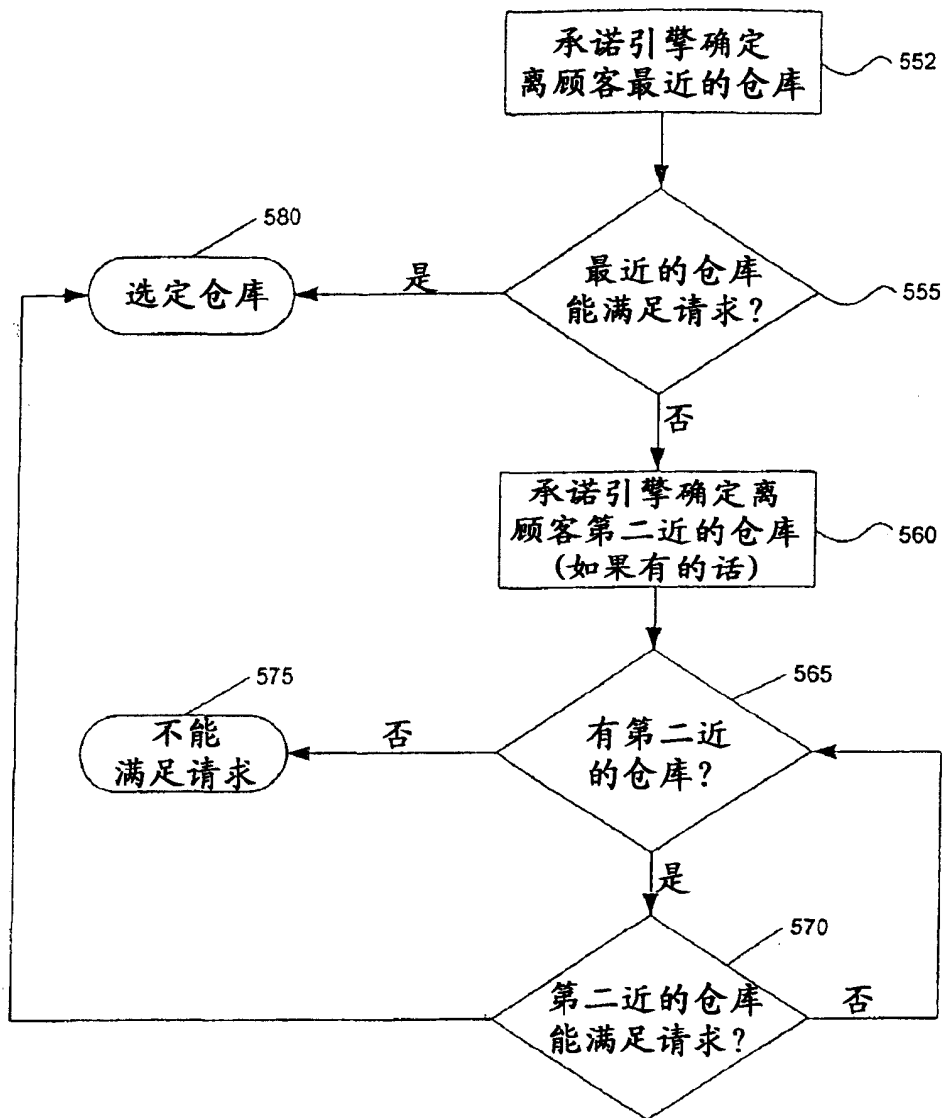 承诺引擎确定
离顾客最近的仓库
552
580
选定仓库
是
最近的仓库
能满足请求?
555
否
承诺引擎确定离
顾客第二近的仓库
(如果有的话)
560
575
不能
满足请求
否
565
有第二近
的仓库?
是
570
第二近的仓库
能满足请求?
否